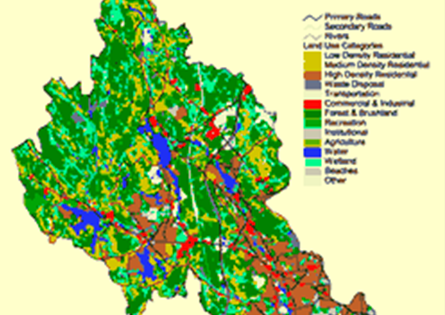 Primary Roads
Secondary Roads
Rivers
Land Use Categories
Low Density Residential
Medium Density Residential
High Density Residential
Waste Disposal
Transportation
Commercial & Industrial
Forest & Brushland
Recreation
Institutional
Agriculture
Water
Wetland
Beaches
Other